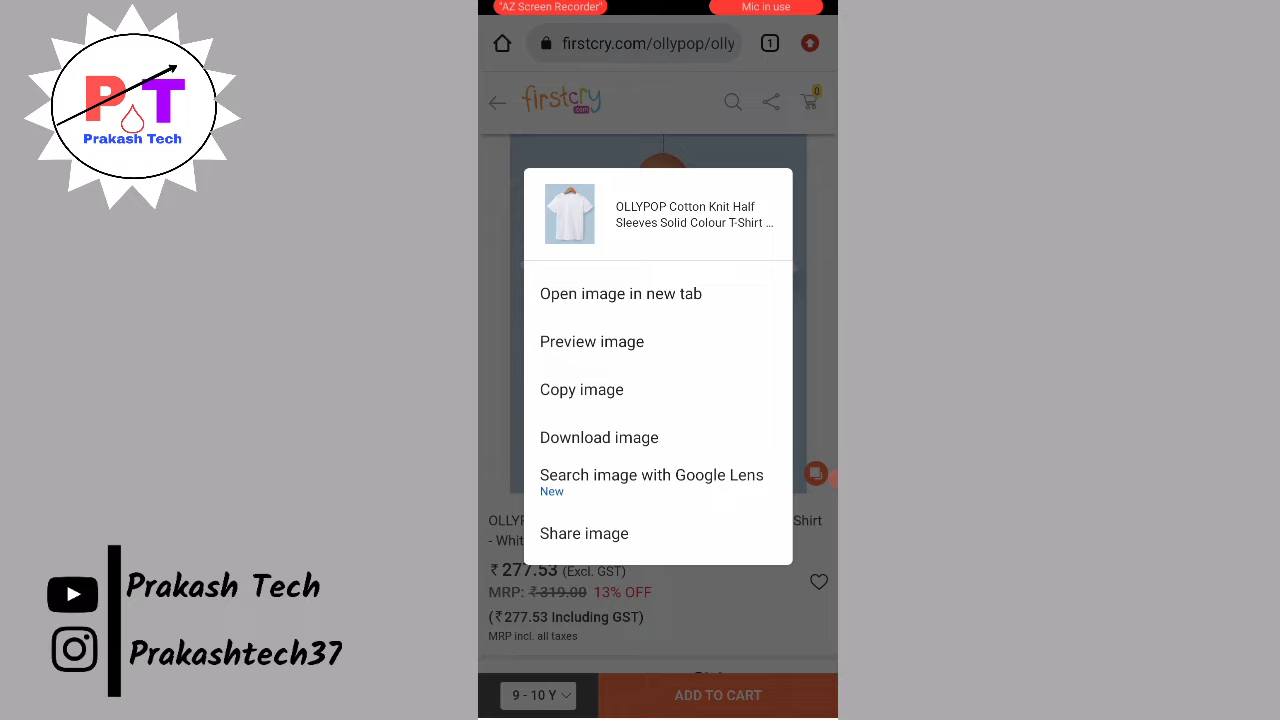 "AZ Screen Recorder"
Mic in use
firstcry.com/ollypop/olly
1
firstcry
.com
0
P T
Prakash Tech
OLLYPOP Cotton Knit Half
Sleeves Solid Colour T-Shirt ...
Open image in new tab
Preview image
Copy image
Download image
Search image with Google Lens
New
Share image
Shirt
- Whit
₹277.53 (Excl. GST)
MRP: ₹319.00 13% OFF
(₹277.53 Including GST)
MRP incl. all taxes
9 - 10 Y
ADD TO CART
Prakash Tech
Prakashtech37